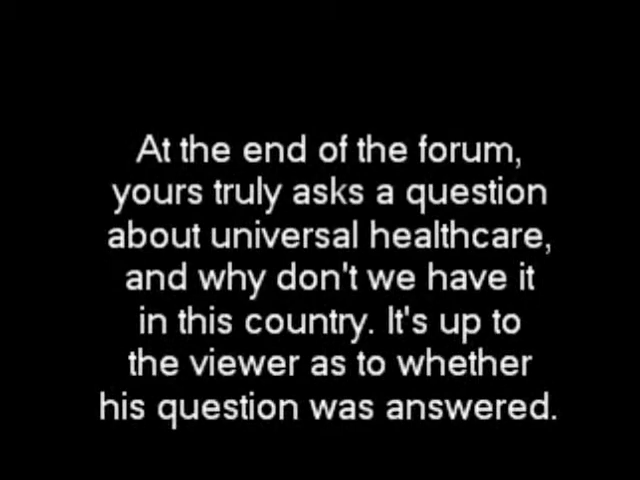 At the end of the forum,
yours truly asks a question
about universal healthcare,
and why don't we have it
in this country. It's up to
the viewer as to whether
his question was answered.